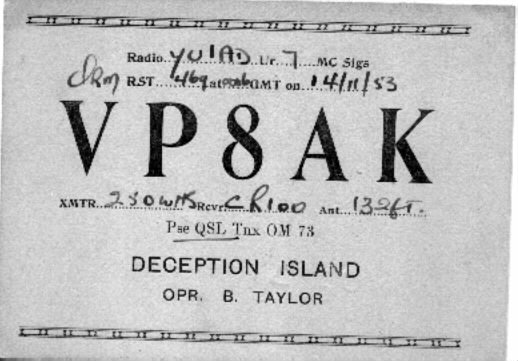 Radio YU1AD Ur. 7 MC Sigs
RST 469 at GMT on 14/11/53
VP8AK
XMTR. 250 WTS Rcvr. CR100 Ant. 132FT.
Pse QSL Tnx OM 73
DECEPTION ISLAND
OPR. B. TAYLOR